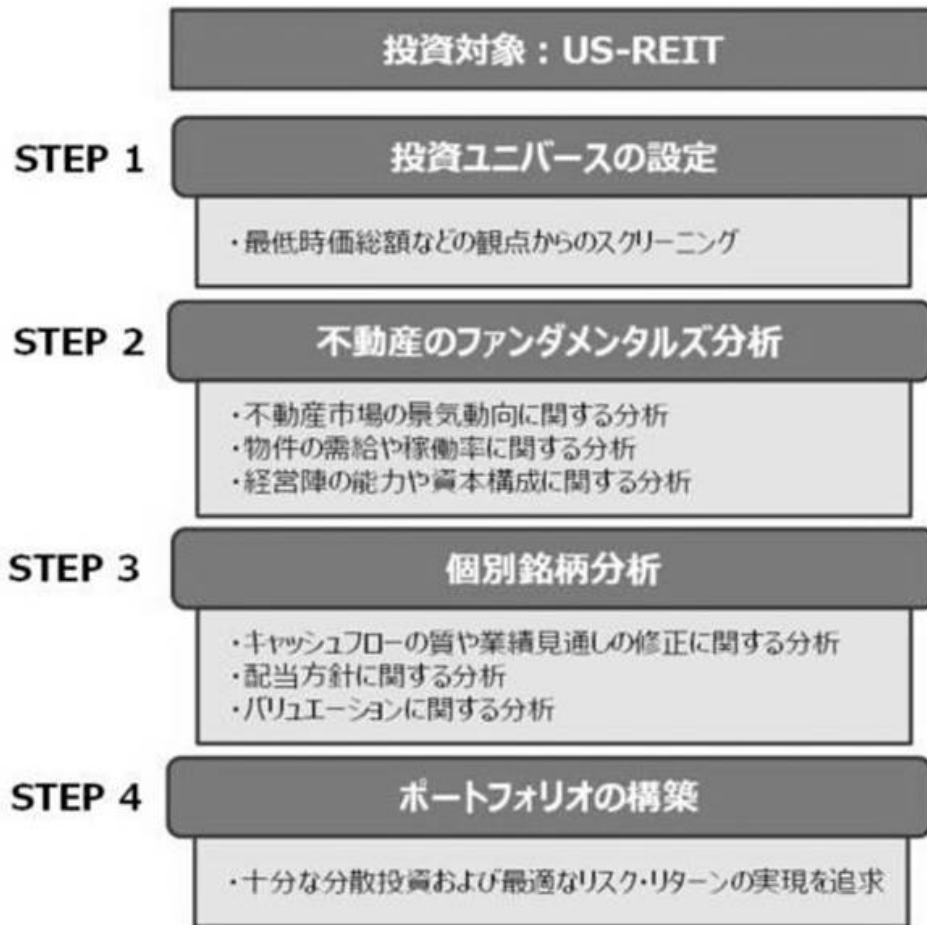 投資対象：US-REIT
STEP 1
投資ユニバースの設定
・最低時価総額などの観点からのスクリーニング
STEP 2
不動産のファンダメンタルズ分析
・不動産市場の景気動向に関する分析
・物件の需給や稼働率に関する分析
・経営陣の能力や資本構成に関する分析
STEP 3
個別銘柄分析
・キャッシュフローの質や業績見通しの修正に関する分析
・配当方針に関する分析
・バリュエーションに関する分析
STEP 4
ポートフォリオの構築
・十分な分散投資および最適なリスク・リターンの実現を追求